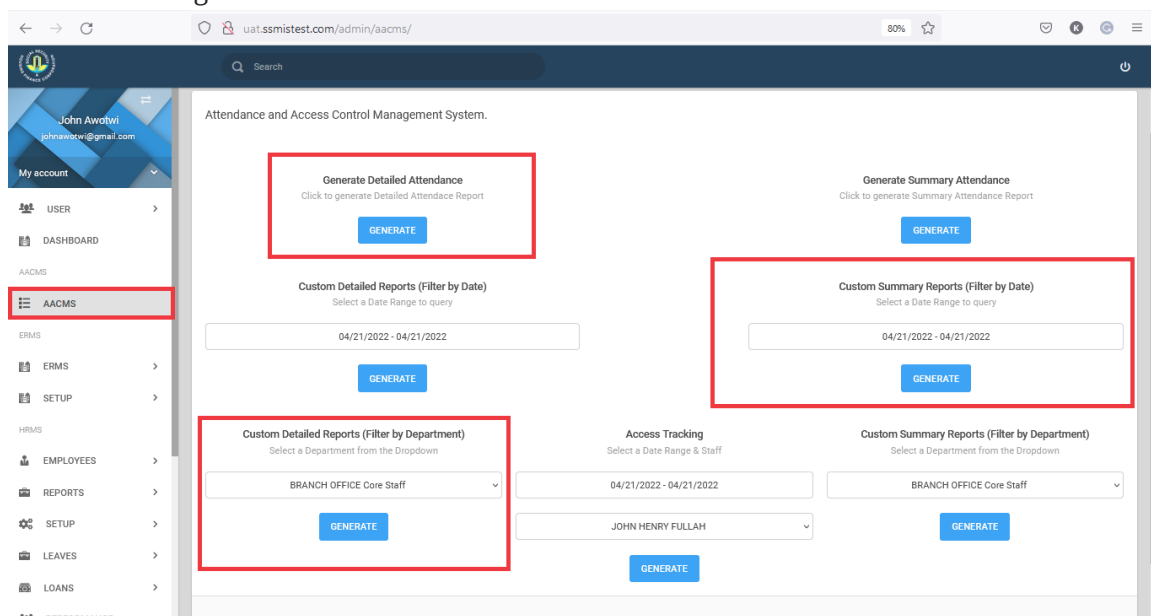 uat.ssmistest.com/admin/aacms/
80%
K
Search
John Awotwi
johnawotwi@gmail.com
My account
USER
DASHBOARD
AACMS
AACMS
ERMS
ERMS
SETUP
HRMS
EMPLOYEES
REPORTS
SETUP
LEAVES
LOANS
Attendance and Access Control Management System.
Generate Detailed Attendance
Click to generate Detailed Attendace Report
GENERATE
Generate Summary Attendance
Click to generate Summary Attendance Report
GENERATE
Custom Detailed Reports (Filter by Date)
Select a Date Range to query
04/21/2022 - 04/21/2022
GENERATE
Custom Summary Reports (Filter by Date)
Select a Date Range to query
04/21/2022 - 04/21/2022
GENERATE
Custom Detailed Reports (Filter by Department)
Select a Department from the Dropdown
BRANCH OFFICE Core Staff
GENERATE
Access Tracking
Select a Date Range & Staff
04/21/2022 - 04/21/2022
JOHN HENRY FULLAH
GENERATE
Custom Summary Reports (Filter by Department)
Select a Department from the Dropdown
BRANCH OFFICE Core Staff
GENERATE